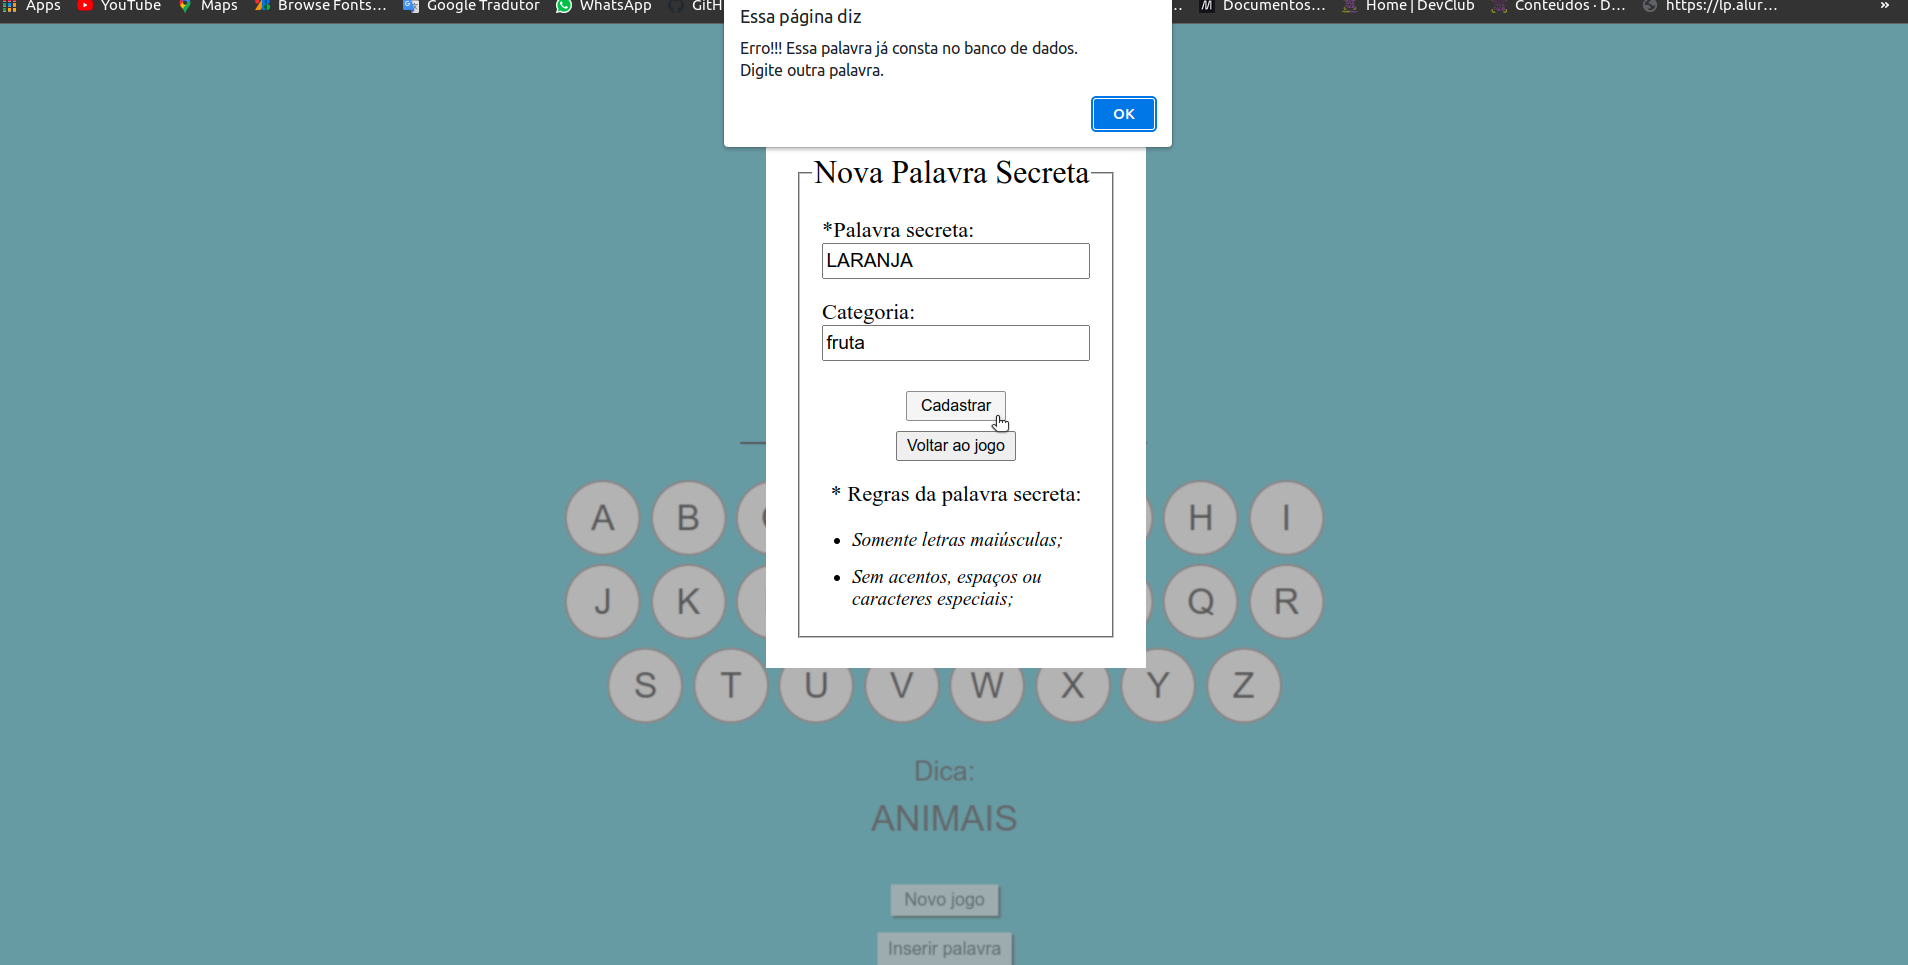 Apps YouTube Maps Browse Fonts... Google Tradutor WhatsApp GitH ... Documentos... Home | DevClub Conteúdos · D... https://lp.alur... »
Essa página diz
Erro!!! Essa palavra já consta no banco de dados.
Digite outra palavra.
OK
Nova Palavra Secreta
*Palavra secreta:
LARANJA
Categoria:
fruta
Cadastrar
Voltar ao jogo
* Regras da palavra secreta:
• Somente letras maiúsculas;
• Sem acentos, espaços ou
caracteres especiais;
A B H I
J K Q R
S T U V W X Y Z
Dica:
ANIMAIS
Novo jogo
Inserir palavra